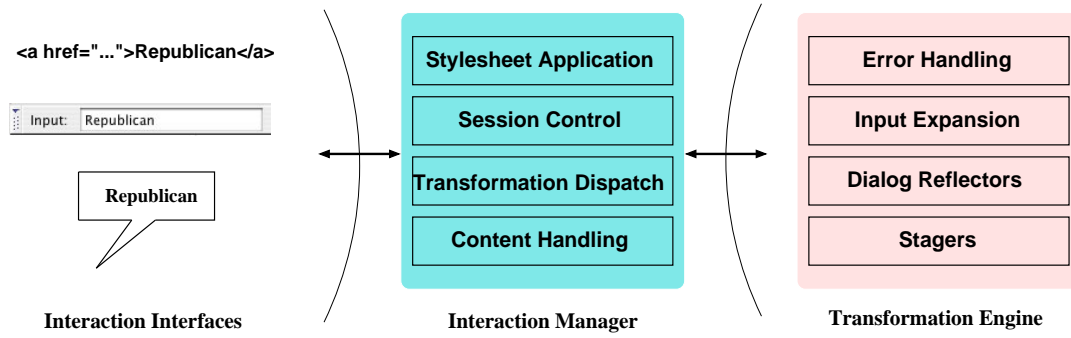 <a href="...">Republican</a>
Input: Republican
Republican
Interaction Interfaces
Stylesheet Application
Session Control
Transformation Dispatch
Content Handling
Interaction Manager
Error Handling
Input Expansion
Dialog Reflectors
Stagers
Transformation Engine